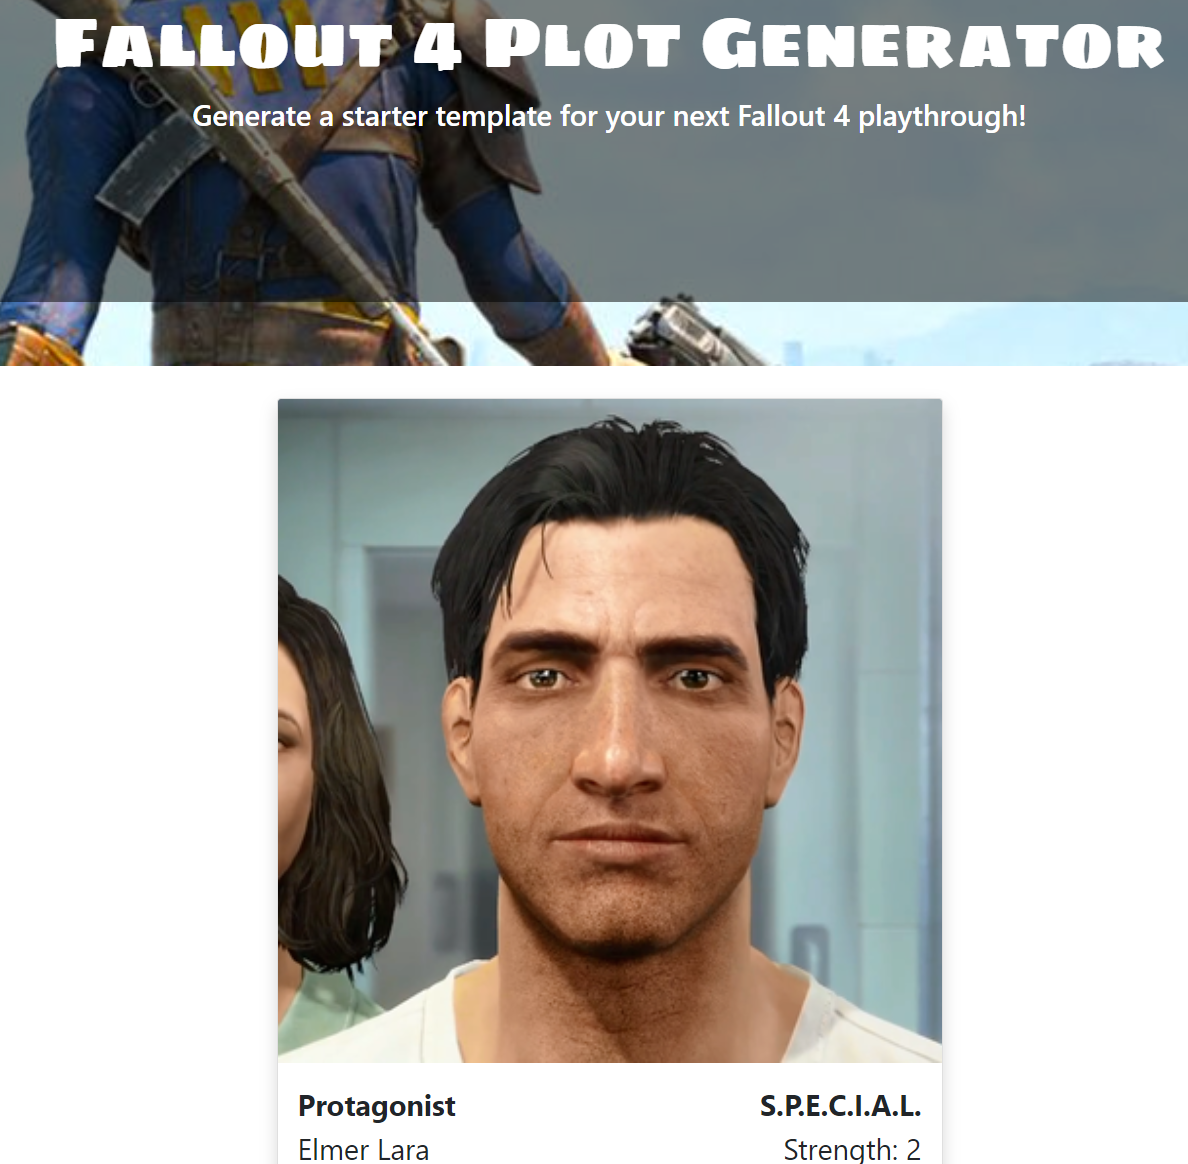 Fallout 4 Plot Generator
Generate a starter template for your next Fallout 4 playthrough!
Protagonist
S.P.E.C.I.A.L.
Elmer Lara
Strength: 2